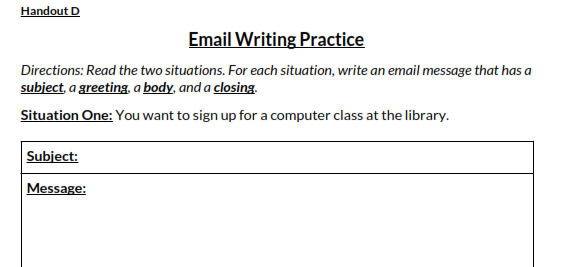 Handout D
Email Writing Practice
Directions: Read the two situations. For each situation, write an email message that has a
subject, a greeting, a body, and a closing.
Situation One: You want to sign up for a computer class at the library.
Subject:
Message: